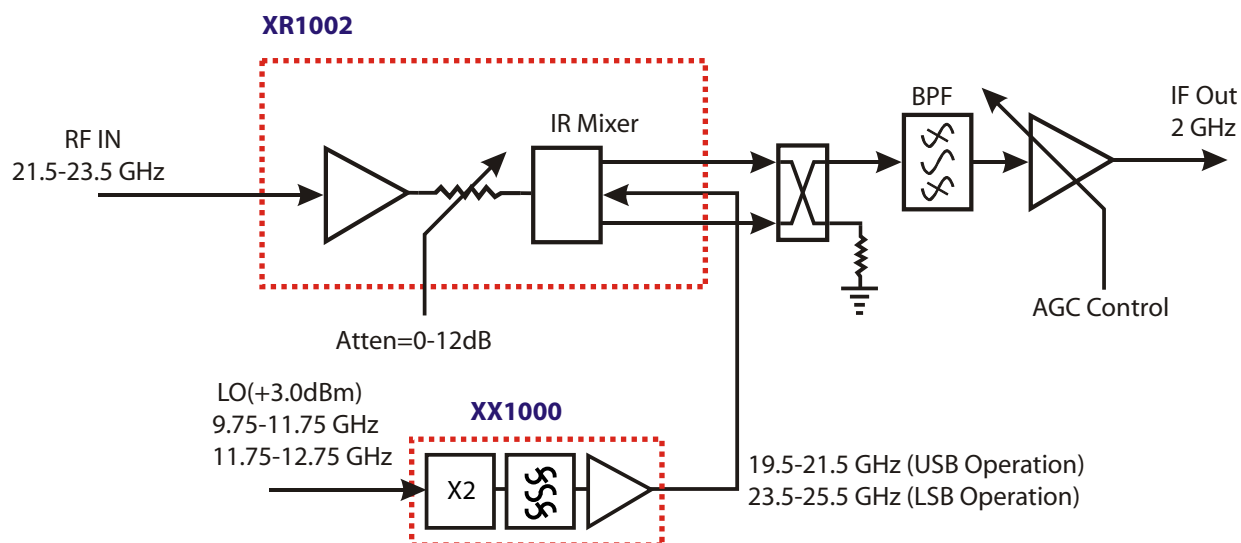 XR1002
RF IN
21.5-23.5 GHz
IR Mixer
BPF
IF Out
2 GHz
Atten=0-12dB
AGC Control
LO(+3.0dBm)
9.75-11.75 GHz
11.75-12.75 GHz
XX1000
X2
19.5-21.5 GHz (USB Operation)
23.5-25.5 GHz (LSB Operation)